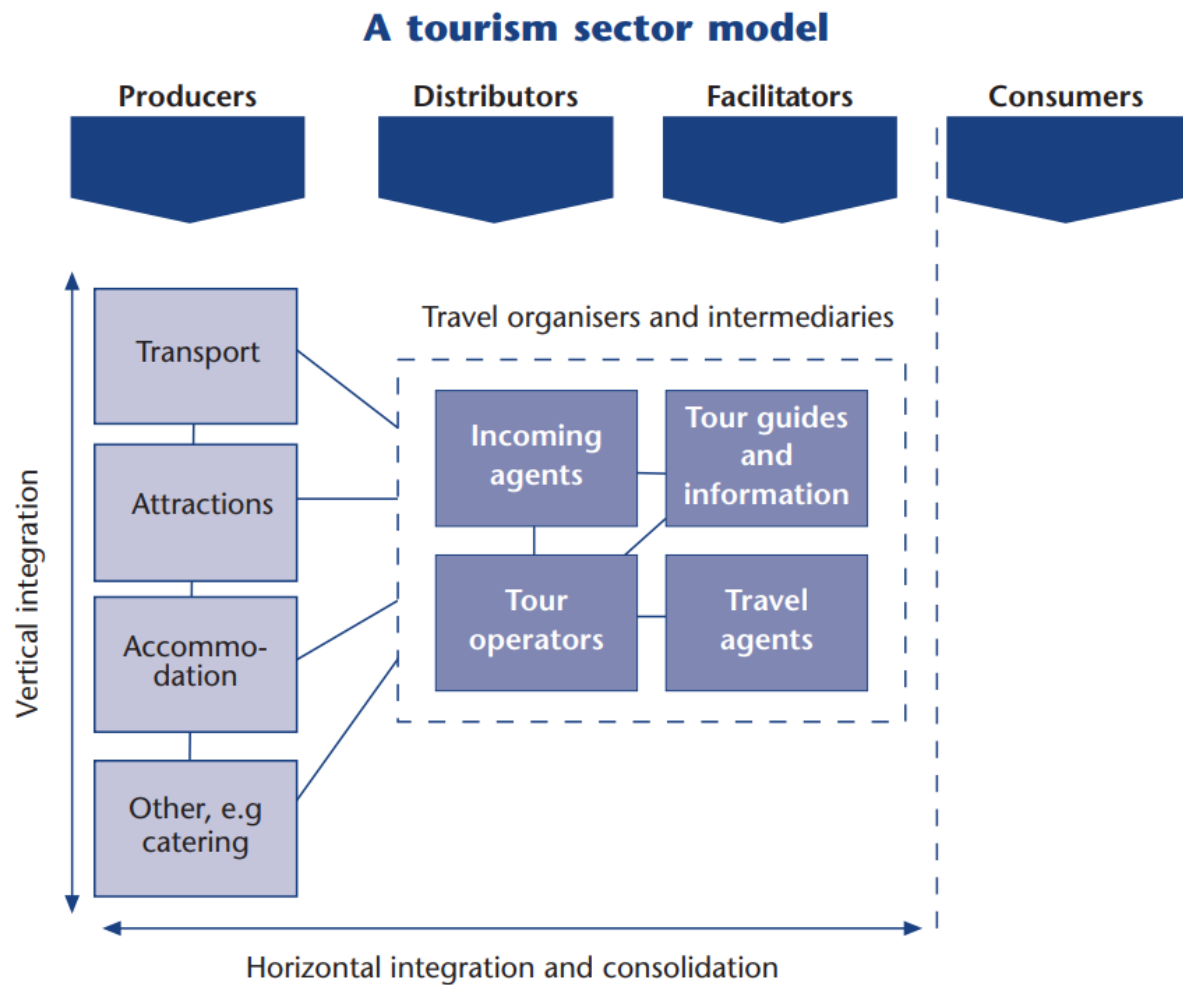 A tourism sector model
Producers
Distributors
Facilitators
Consumers
Vertical integration
Transport
Attractions
Accommo-
dation
Other, e.g
catering
Travel organisers and intermediaries
Incoming
agents
Tour guides
and
information
Tour
operators
Travel
agents
Horizontal integration and consolidation